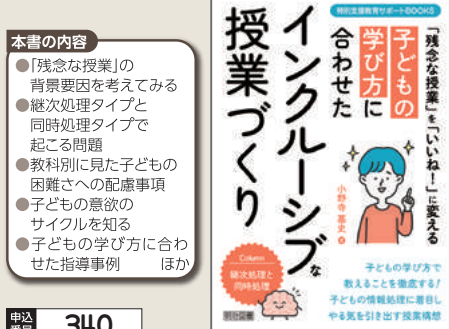 本書の内容
●「残念な授業」の
背景要因を考えてみる
●継次処理タイプと
同時処理タイプで
起こる問題
●教科別に見た子どもの
困難さへの配慮事項
●子どもの意欲の
サイクルを知る
●子どもの学び方に合わ
せた指導事例 ほか
申込
番号
340
特別支援教育サポートBOOKS
「残念な授業」を「いいね!」に変える
子どもの
学び方に
合わせた
インクルーシブな
授業づくり
小野寺基史 著
Column
継次処理と
同時処理
明治図書
子どもの学び方で
教えることを徹底する!
子どもの情報処理に着目し
やる気を引き出す授業構想